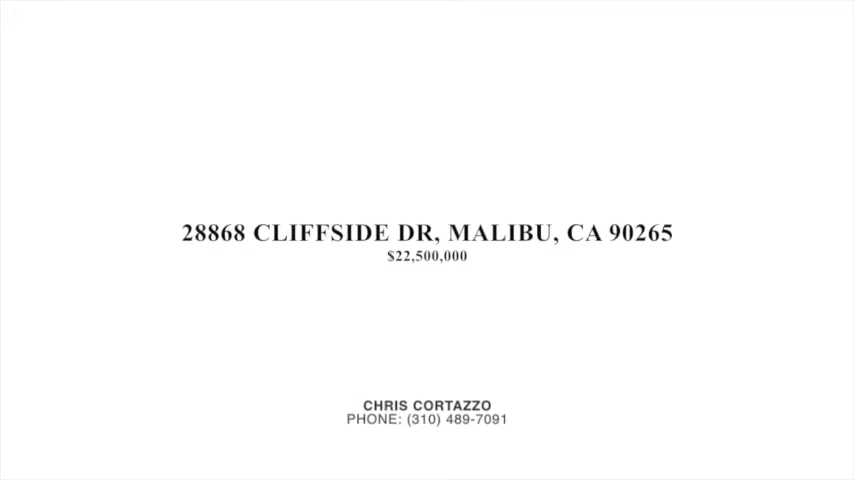 28868 CLIFFSIDE DR, MALIBU, CA 90265
$22,500,000
CHRIS CORTAZZO
PHONE: (310) 489-7091